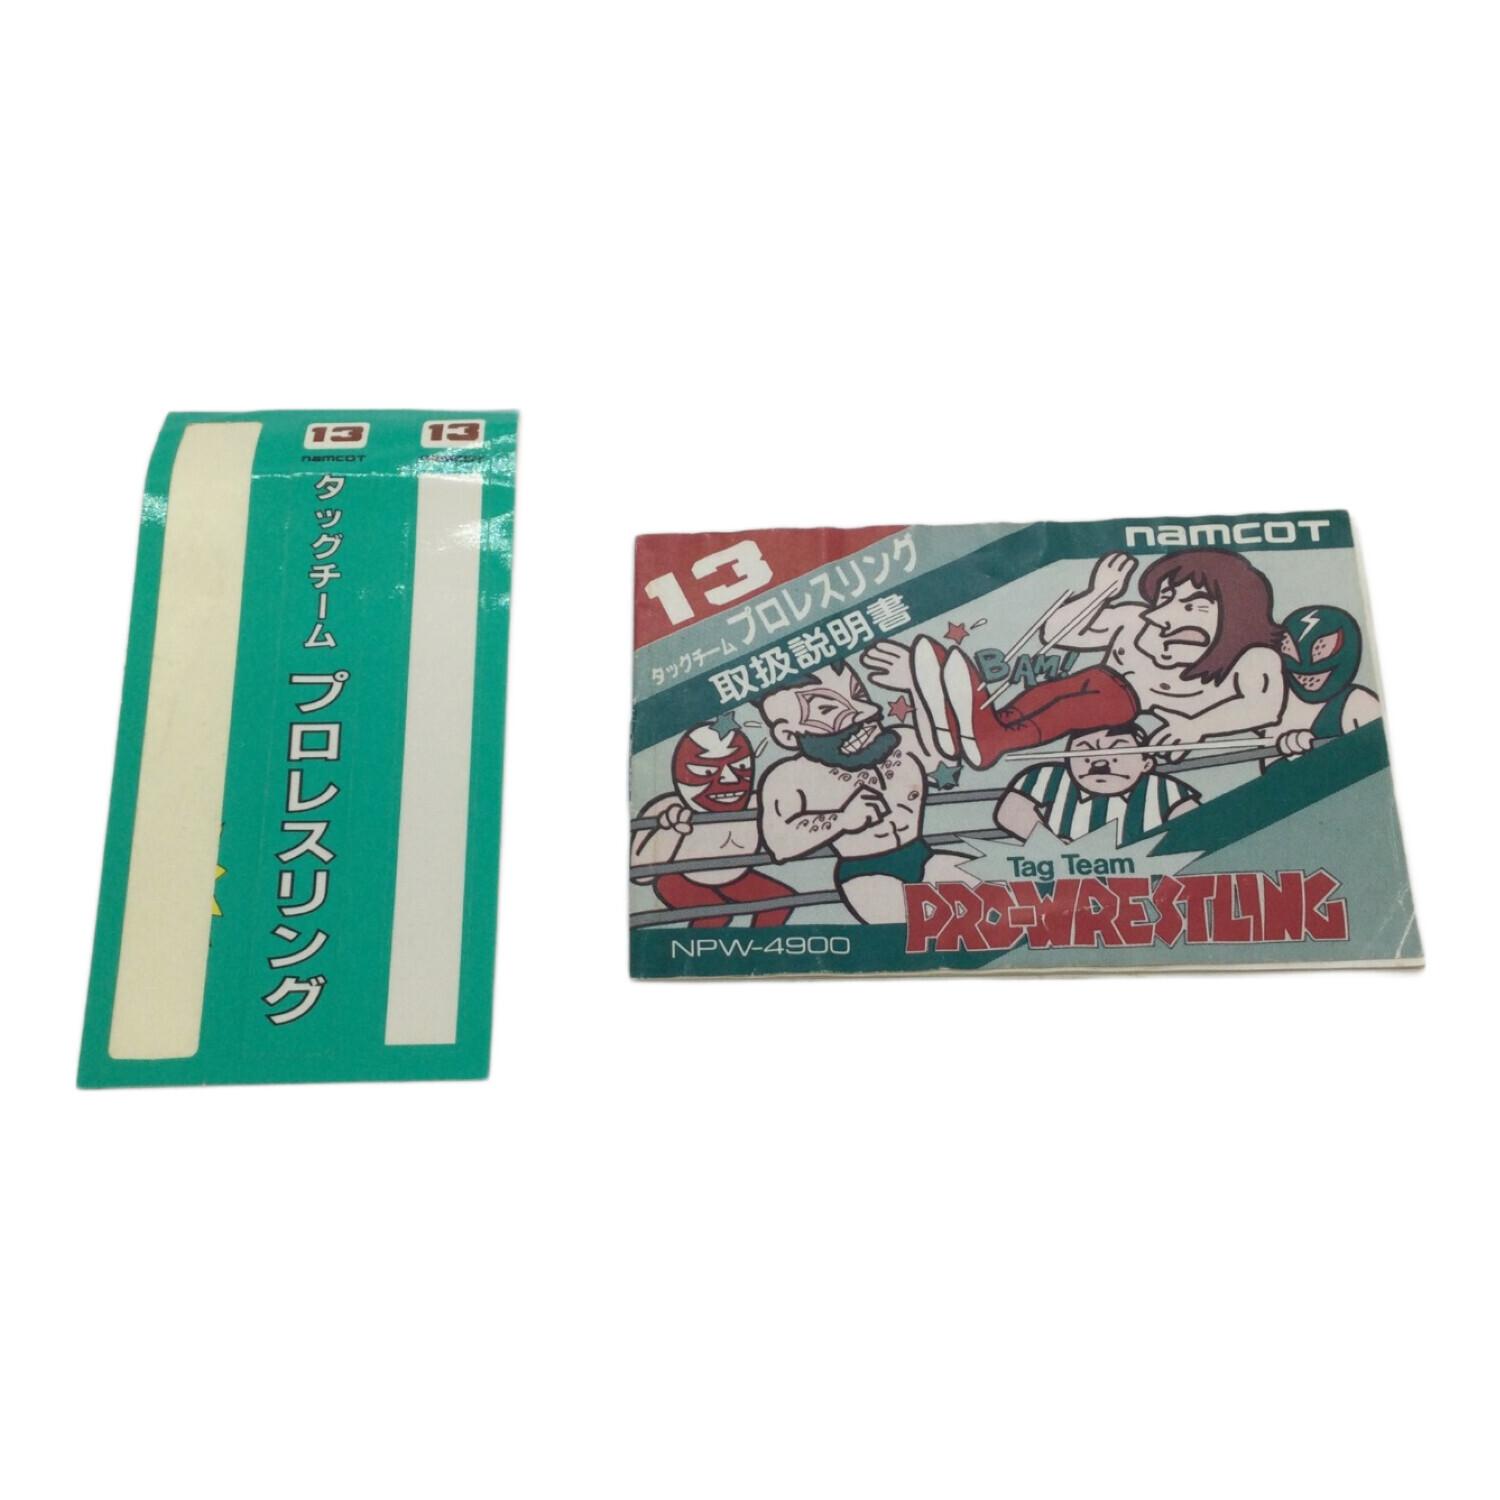 13
namcot
タッグチーム プロレスリング
13
namcot
namcot
13
タッグチーム プロレスリング
取扱説明書
BAM!
Tag Team
PRO-WRESTLING
NPW-4900